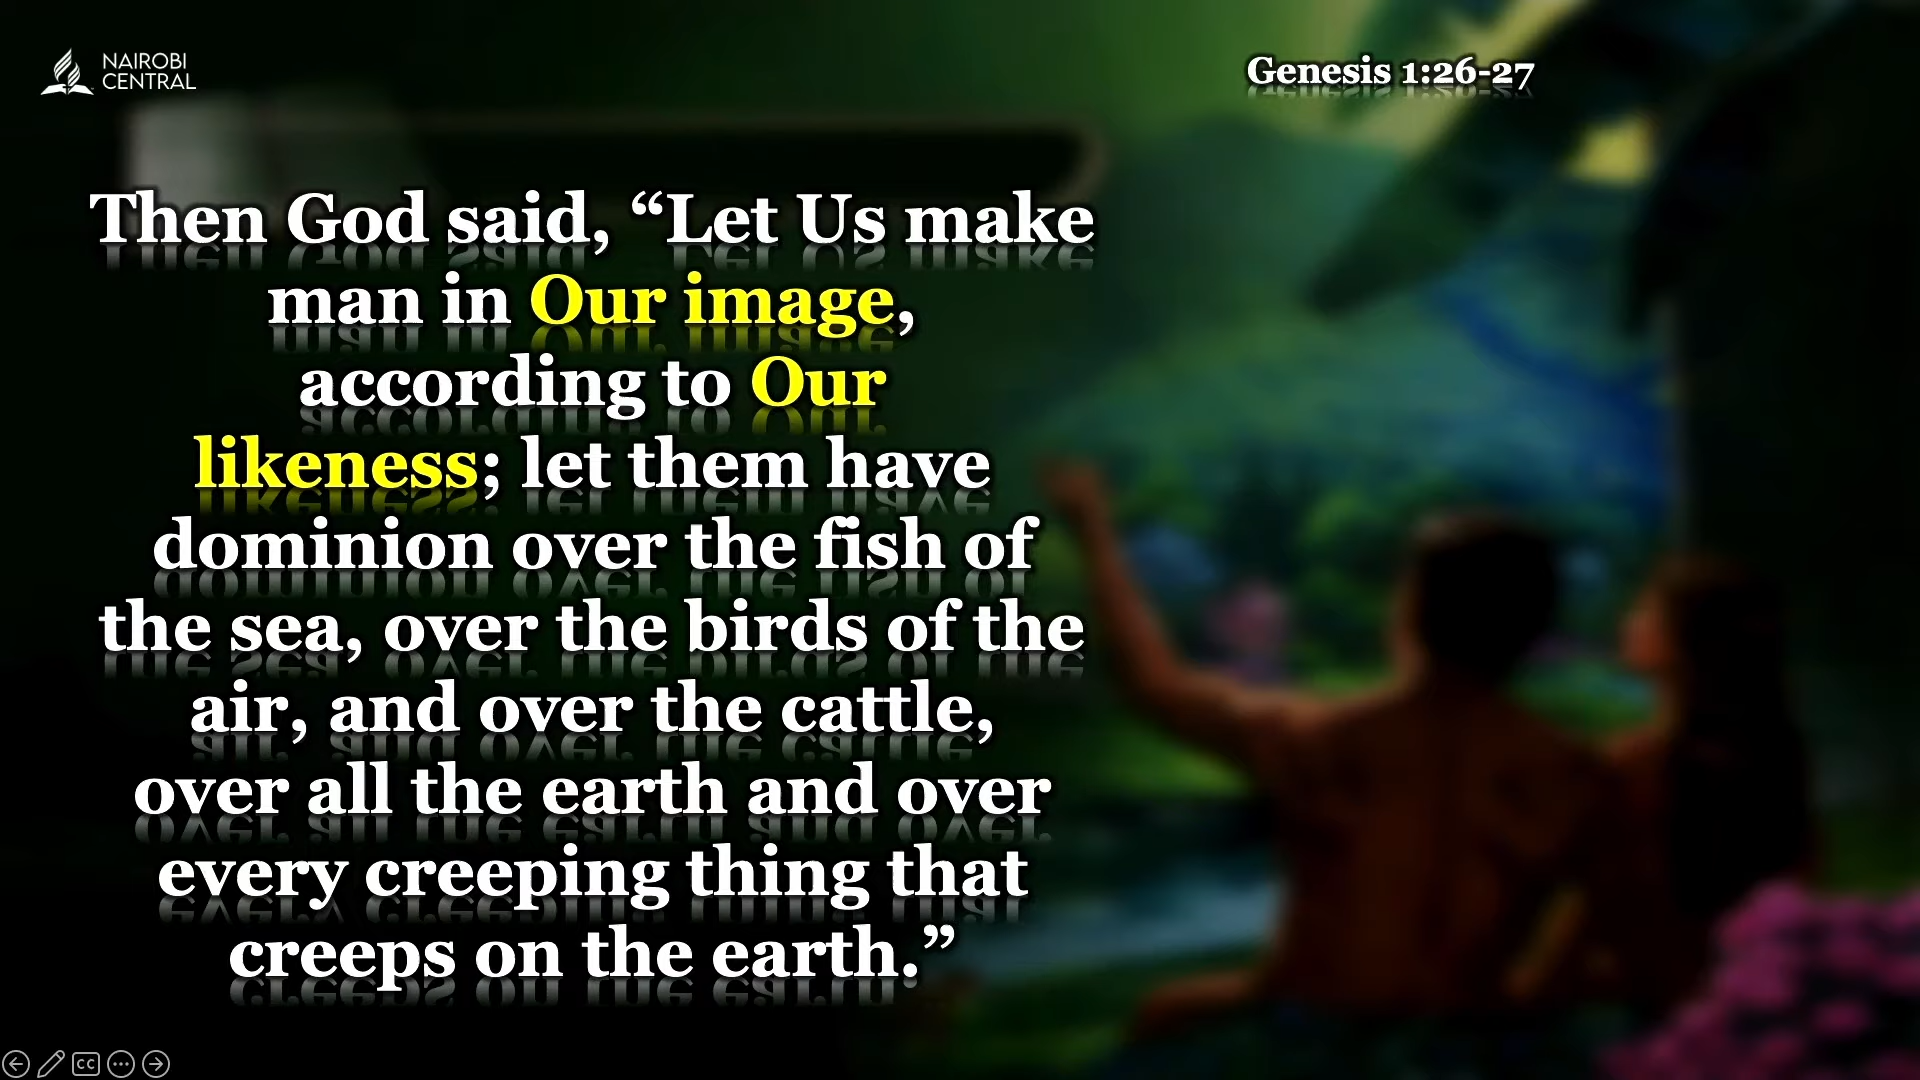 NAIROBI
CENTRAL
Genesis 1:26-27
Then God said, “Let Us make
man in Our image,
according to Our
likeness; let them have
dominion over the fish of
the sea, over the birds of the
air, and over the cattle,
over all the earth and over
every creeping thing that
creeps on the earth.”
CC